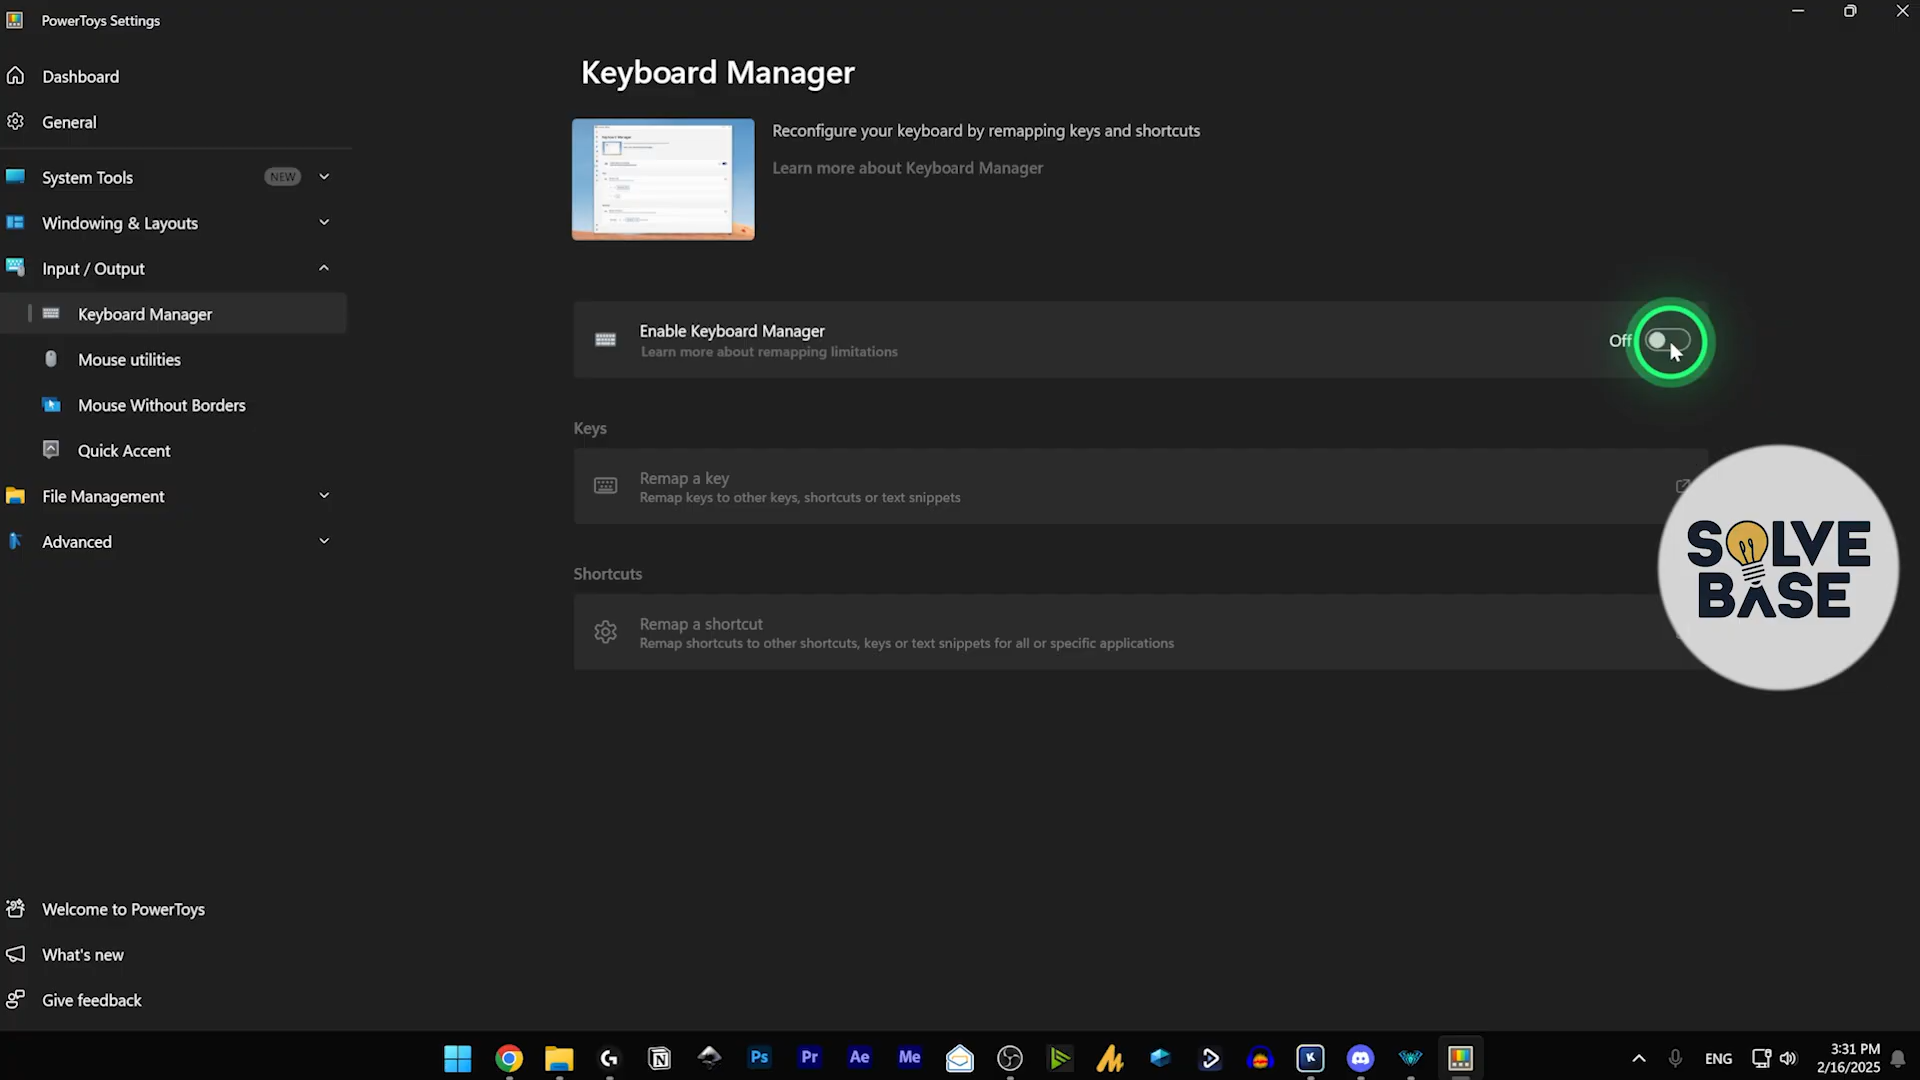 PowerToys Settings
Dashboard
General
System Tools NEW
Windowing & Layouts
Input / Output
Keyboard Manager
Mouse utilities
Mouse Without Borders
Quick Accent
File Management
Advanced
Welcome to PowerToys
What's new
Give feedback
Keyboard Manager
Reconfigure your keyboard by remapping keys and shortcuts
Learn more about Keyboard Manager
Enable Keyboard Manager
Learn more about remapping limitations
Off
Keys
Remap a key
Remap keys to other keys, shortcuts or text snippets
Shortcuts
Remap a shortcut
Remap shortcuts to other shortcuts, keys or text snippets for all or specific applications
SOLVE
BASE
Ps
Pr
Ae
Me
K
ENG
3:31 PM
2/16/2025